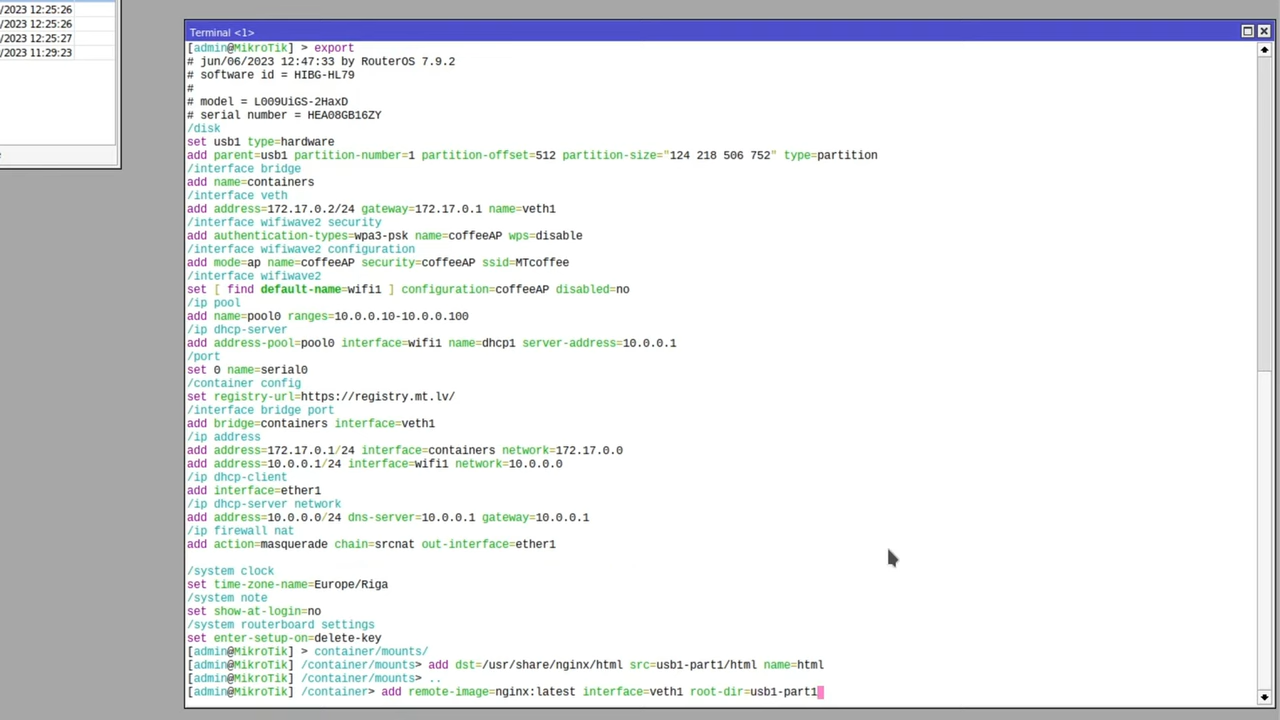 /2023 12:25:26
/2023 12:25:26
/2023 12:25:27
/2023 11:29:23
Terminal <1>
[admin@MikroTik] > export
# jun/06/2023 12:47:33 by RouterOS 7.9.2
# software id = HIBG-HL79
#
# model = L009UiGS-2HaxD
# serial number = HEA08GB16ZY
/disk
set usb1 type=hardware
add parent=usb1 partition-number=1 partition-offset=512 partition-size="124 218 506 752" type=partition
/interface bridge
add name=containers
/interface veth
add address=172.17.0.2/24 gateway=172.17.0.1 name=veth1
/interface wifiwave2 security
add authentication-types=wpa3-psk name=coffeeAP wps=disable
/interface wifiwave2 configuration
add mode=ap name=coffeeAP security=coffeeAP ssid=MTcoffee
/interface wifiwave2
set [ find default-name=wifi1 ] configuration=coffeeAP disabled=no
/ip pool
add name=pool0 ranges=10.0.0.10-10.0.0.100
/ip dhcp-server
add address-pool=pool0 interface=wifi1 name=dhcp1 server-address=10.0.0.1
/port
set 0 name=serial0
/container config
set registry-url=https://registry.mt.lv/
/interface bridge port
add bridge=containers interface=veth1
/ip address
add address=172.17.0.1/24 interface=containers network=172.17.0.0
add address=10.0.0.1/24 interface=wifi1 network=10.0.0.0
/ip dhcp-client
add interface=ether1
/ip dhcp-server network
add address=10.0.0.0/24 dns-server=10.0.0.1 gateway=10.0.0.1
/ip firewall nat
add action=masquerade chain=srcnat out-interface=ether1
/system clock
set time-zone-name=Europe/Riga
/system note
set show-at-login=no
/system routerboard settings
set enter-setup-on=delete-key
[admin@MikroTik] > container/mounts/
[admin@MikroTik] /container/mounts> add dst=/usr/share/nginx/html src=usb1-part1/html name=html
[admin@MikroTik] /container/mounts> ..
[admin@MikroTik] /container> add remote-image=nginx:latest interface=veth1 root-dir=usb1-part1